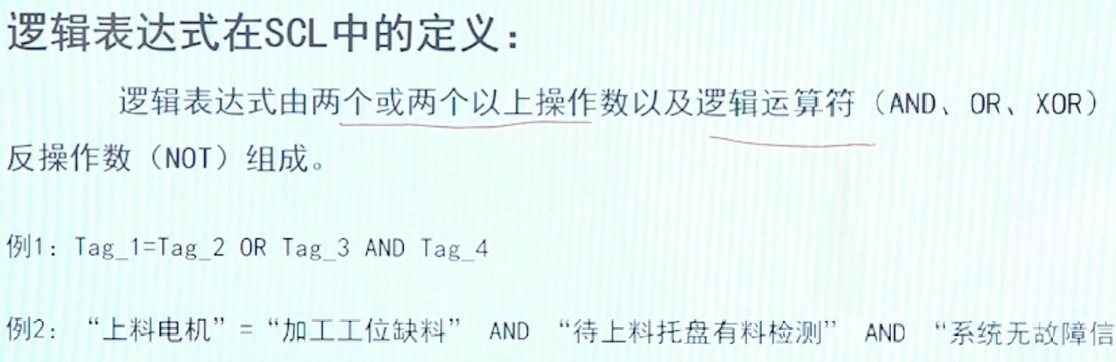 逻辑表达式在SCL中的定义：
逻辑表达式由两个或两个以上操作数以及逻辑运算符（AND、OR、XOR）
反操作数（NOT）组成。
例1：Tag_1=Tag_2 OR Tag_3 AND Tag_4
例2：“上料电机”=“加工工位缺料” AND “待上料托盘有料检测” AND “系统无故障信